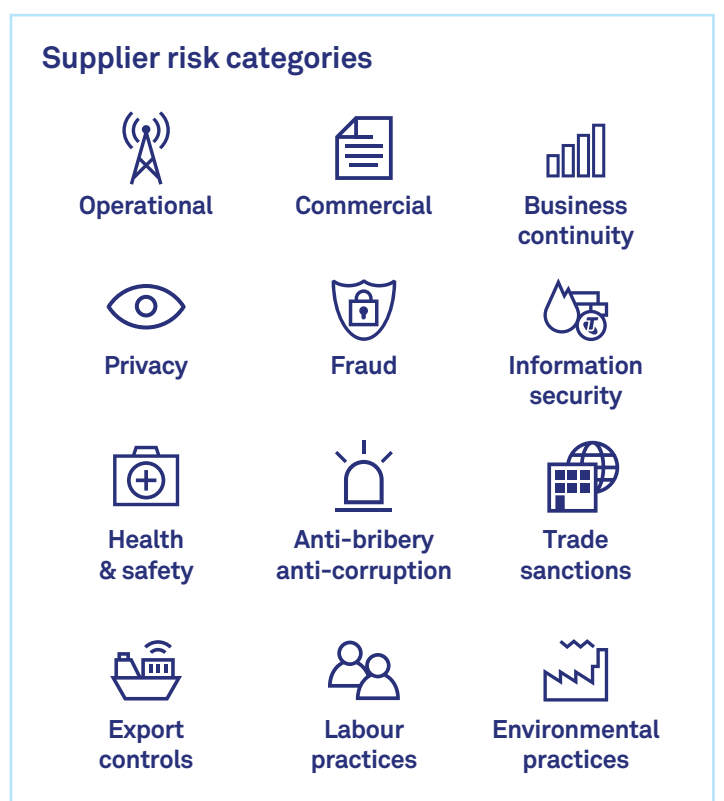 Supplier risk categories
Operational
Commercial
Business
continuity
Privacy
Fraud
Information
security
Health
& safety
Anti-bribery
anti-corruption
Trade
sanctions
Export
controls
Labour
practices
Environmental
practices